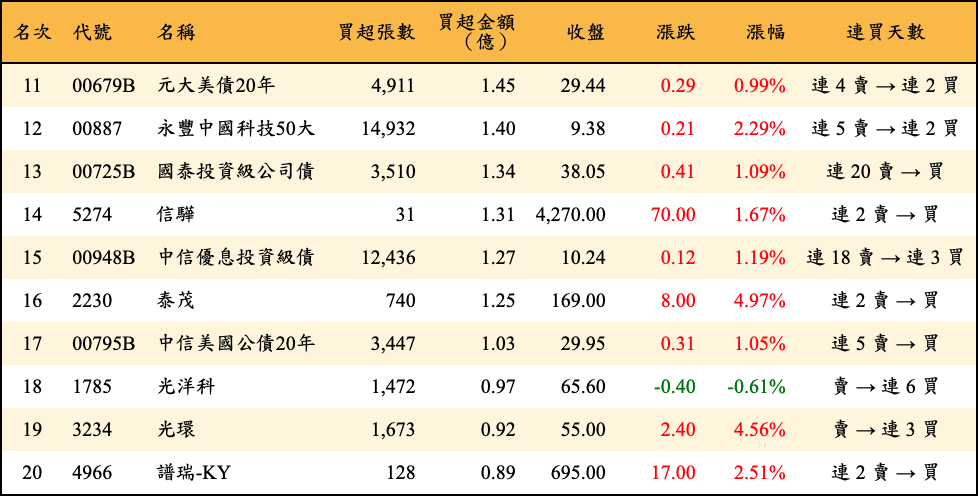 名次 代號 名稱 買超張數 買超金額（億） 收盤 漲跌 漲幅 連買天數
11 00679B 元大美債20年 4,911 1.45 29.44 0.29 0.99% 連 4 賣 → 連 2 買
12 00887 永豐中國科技50大 14,932 1.40 9.38 0.21 2.29% 連 5 賣 → 連 2 買
13 00725B 國泰投資級公司債 3,510 1.34 38.05 0.41 1.09% 連 20 賣 → 買
14 5274 信驊 31 1.31 4,270.00 70.00 1.67% 連 2 賣 → 買
15 00948B 中信優息投資級債 12,436 1.27 10.24 0.12 1.19% 連 18 賣 → 連 3 買
16 2230 泰茂 740 1.25 169.00 8.00 4.97% 連 2 賣 → 買
17 00795B 中信美國公債20年 3,447 1.03 29.95 0.31 1.05% 連 5 賣 → 買
18 1785 光洋科 1,472 0.97 65.60 -0.40 -0.61% 賣 → 連 6 買
19 3234 光環 1,673 0.92 55.00 2.40 4.56% 賣 → 連 3 買
20 4966 譜瑞-KY 128 0.89 695.00 17.00 2.51% 連 2 賣 → 買